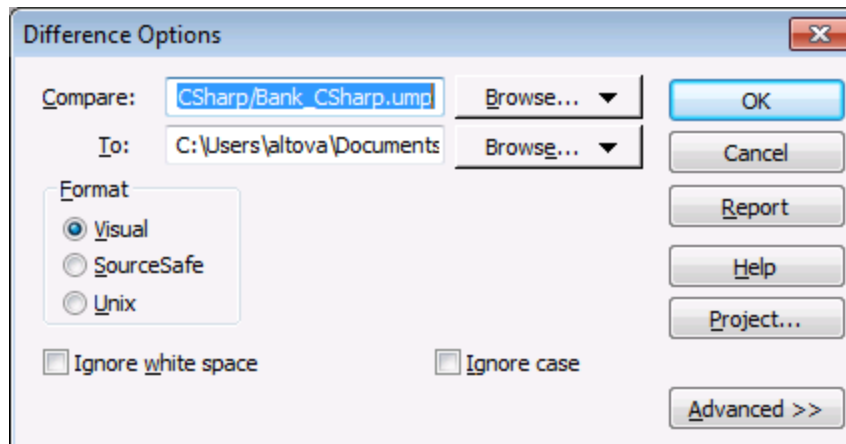 Difference Options
Compare: CSharp/Bank_CSharp.ump Browse... OK
To: C:\Users\altova\Documents Browse... Cancel
Format
Visual Report
SourceSafe Help
Unix Project...
Ignore white space Ignore case
Advanced >>